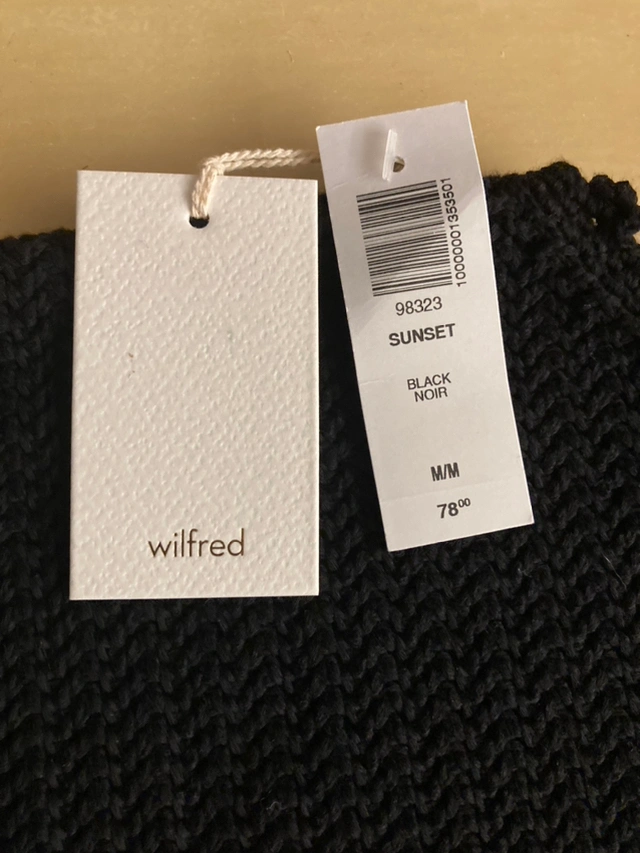 wilfred
10000001353501
98323
SUNSET
BLACK
NOIR
M/M
78⁰⁰